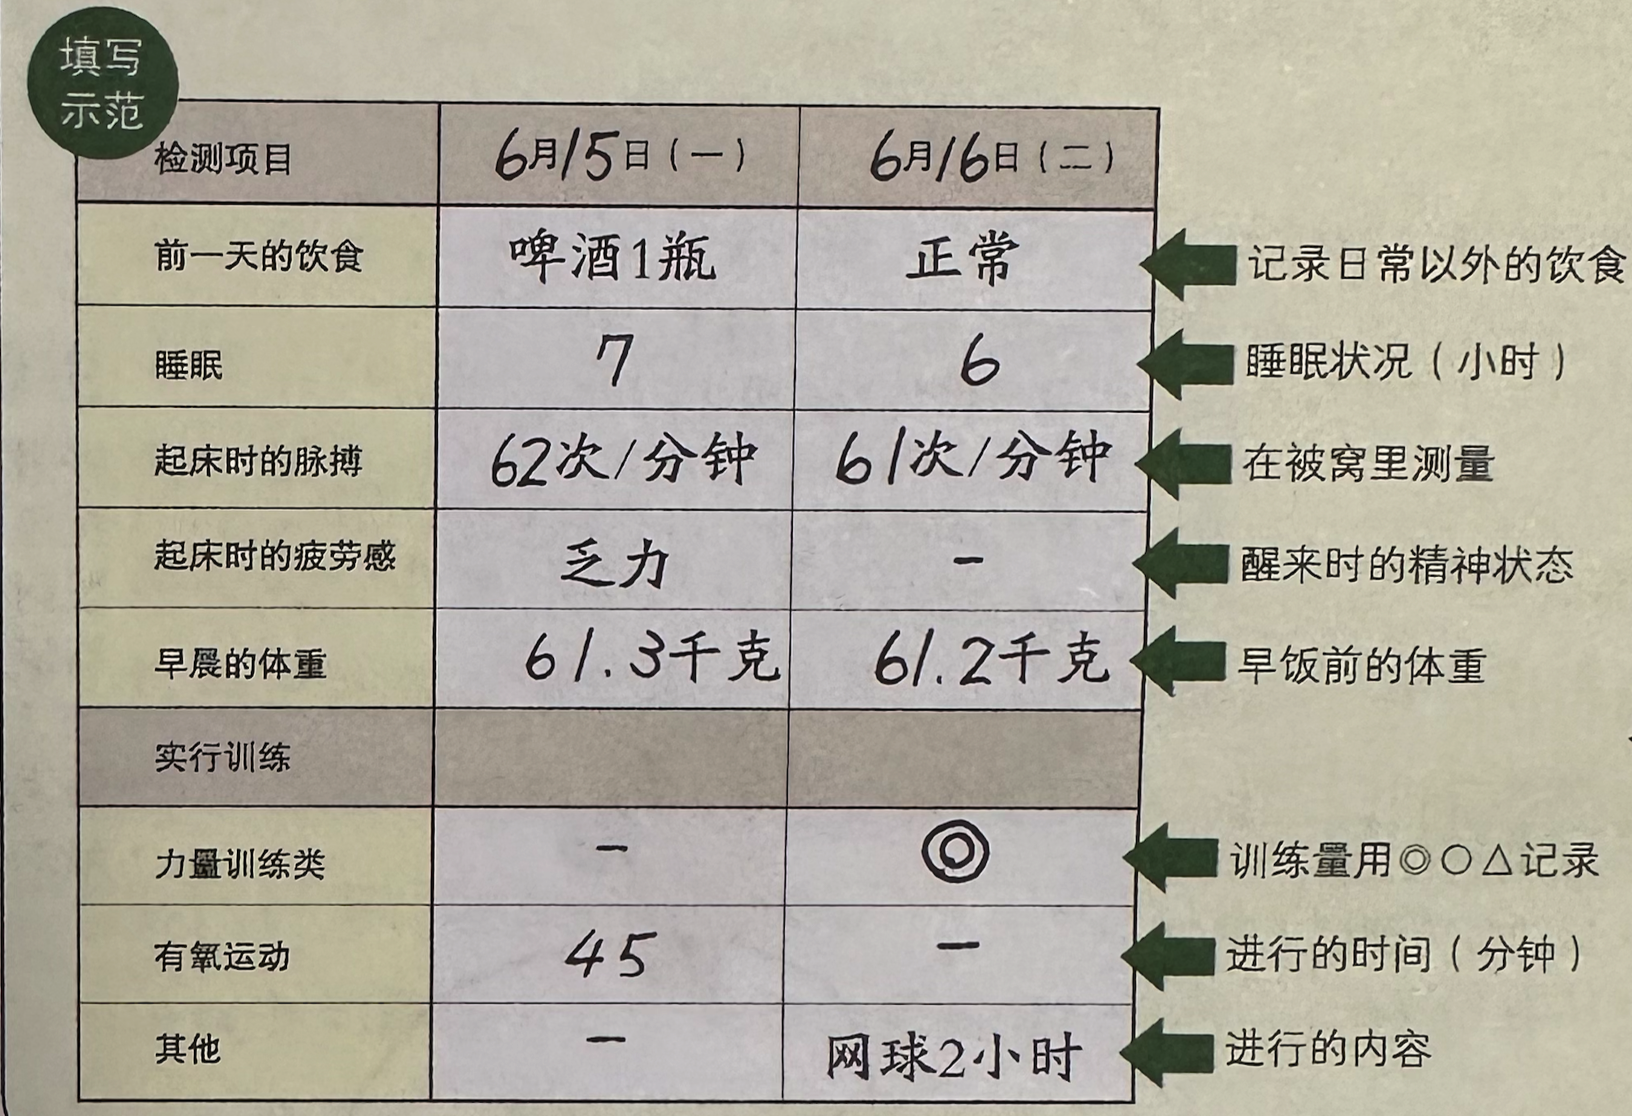 填写
示范
检测项目 6月15日（一） 6月16日（二）
前一天的饮食 啤酒1瓶 正常 记录日常以外的饮食
睡眠 7 6 睡眠状况（小时）
起床时的脉搏 62次/分钟 61次/分钟 在被窝里测量
起床时的疲劳感 乏力 － 醒来时的精神状态
早晨的体重 61.3千克 61.2千克 早饭前的体重
实行训练
力量训练类 － ◎ 训练量用◎○△记录
有氧运动 45 － 进行的时间（分钟）
其他 － 网球2小时 进行的内容